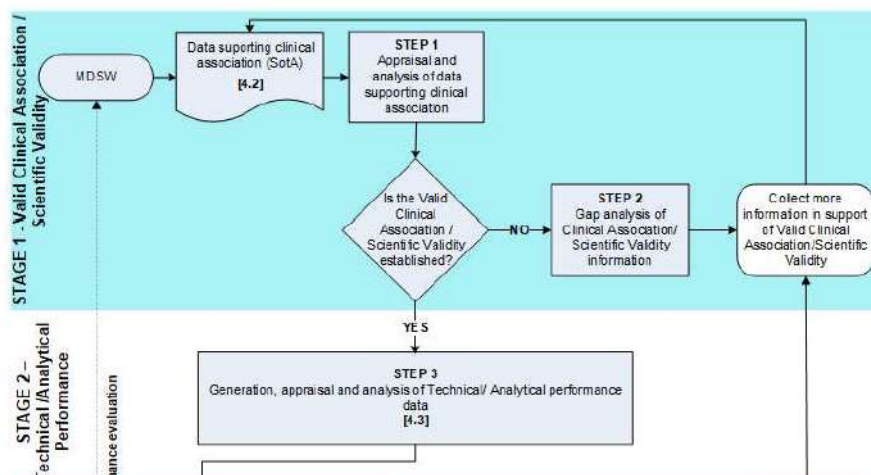 STAGE 1 - Valid Clinical Association /
Scientific Validity
MDSW
Data suporting clinical
association (SotA)
[4.2]
STEP 1
Appraisal and
analysis of data
supporting clinical
association
Is the Valid
Clinical
Association /
Scientific Validity
established?
NO
STEP 2
Gap analysis of
Clinical Association/
Scientific Validity
information
Collect more
information in support
of Valid Clinical
Association/Scientific
Validity
YES
STAGE 2 –
Technical /Analytical
Performance
STEP 3
Generation, appraisal and analysis of Technical/ Analytical performance
data
[4.3]
evaluation